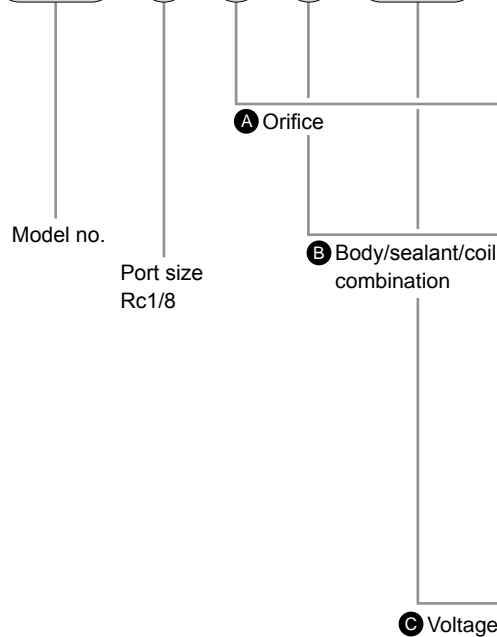 A Orifice
Model no.
B Body/sealant/coil
combination
Port size
Rc1/8
C Voltage